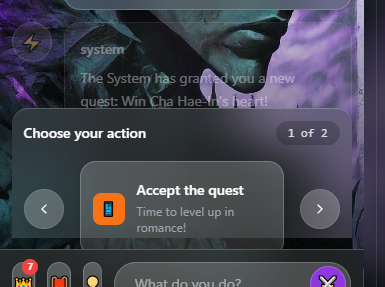 system
The System has granted you a new
quest: Win Cha Hae-In's heart!
Choose your action
1 of 2
Accept the quest
Time to level up in
romance!
7
What do you do?